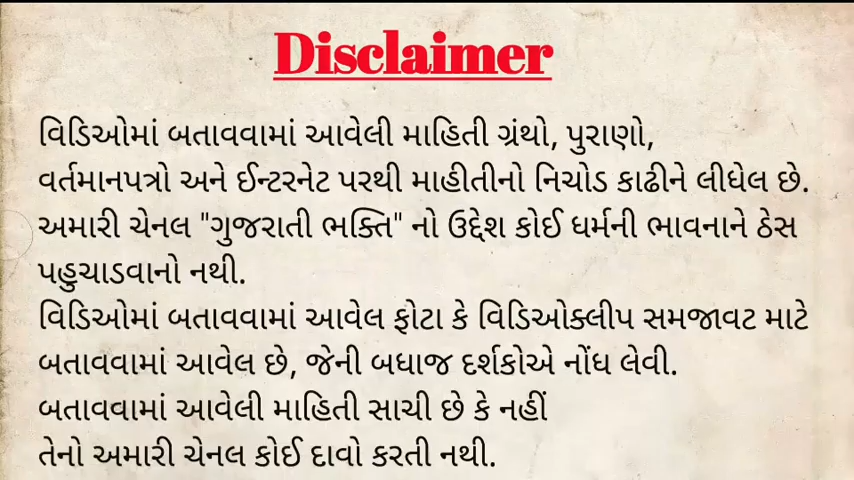 Disclaimer
વિડિઓમાં બતાવવામાં આવેલી માહિતી ગ્રંથો, પુરાણો,
વર્તમાનપત્રો અને ઈન્ટરનેટ પરથી માહીતીનો નિચોડ કાઢીને લીધેલ છે.
અમારી ચેનલ "ગુજરાતી ભક્તિ" નો ઉદ્દેશ કોઈ ધર્મની ભાવનાને ઠેસ
પહુચાડવાનો નથી.
વિડિઓમાં બતાવવામાં આવેલ ફોટા કે વિડિઓક્લીપ સમજાવટ માટે
બતાવવામાં આવેલ છે, જેની બધાજ દર્શકોએ નોંધ લેવી.
બતાવવામાં આવેલી માહિતી સાચી છે કે નહીં
તેનો અમારી ચેનલ કોઈ દાવો કરતી નથી.